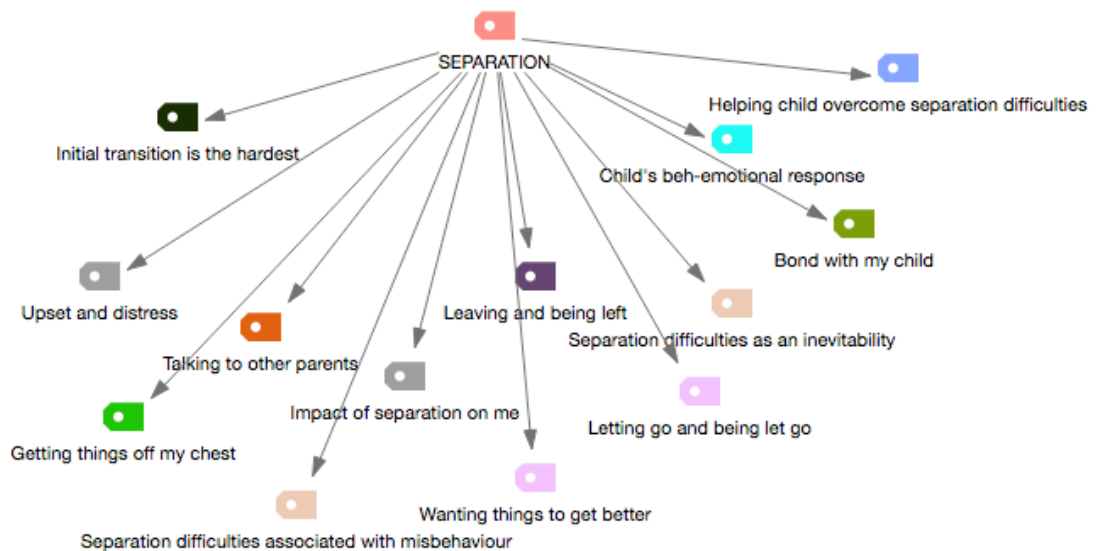 SEPARATION
Helping child overcome separation difficulties
Initial transition is the hardest
Child's beh-emotional response
Bond with my child
Upset and distress
Leaving and being left
Separation difficulties as an inevitability
Talking to other parents
Impact of separation on me
Letting go and being let go
Getting things off my chest
Wanting things to get better
Separation difficulties associated with misbehaviour